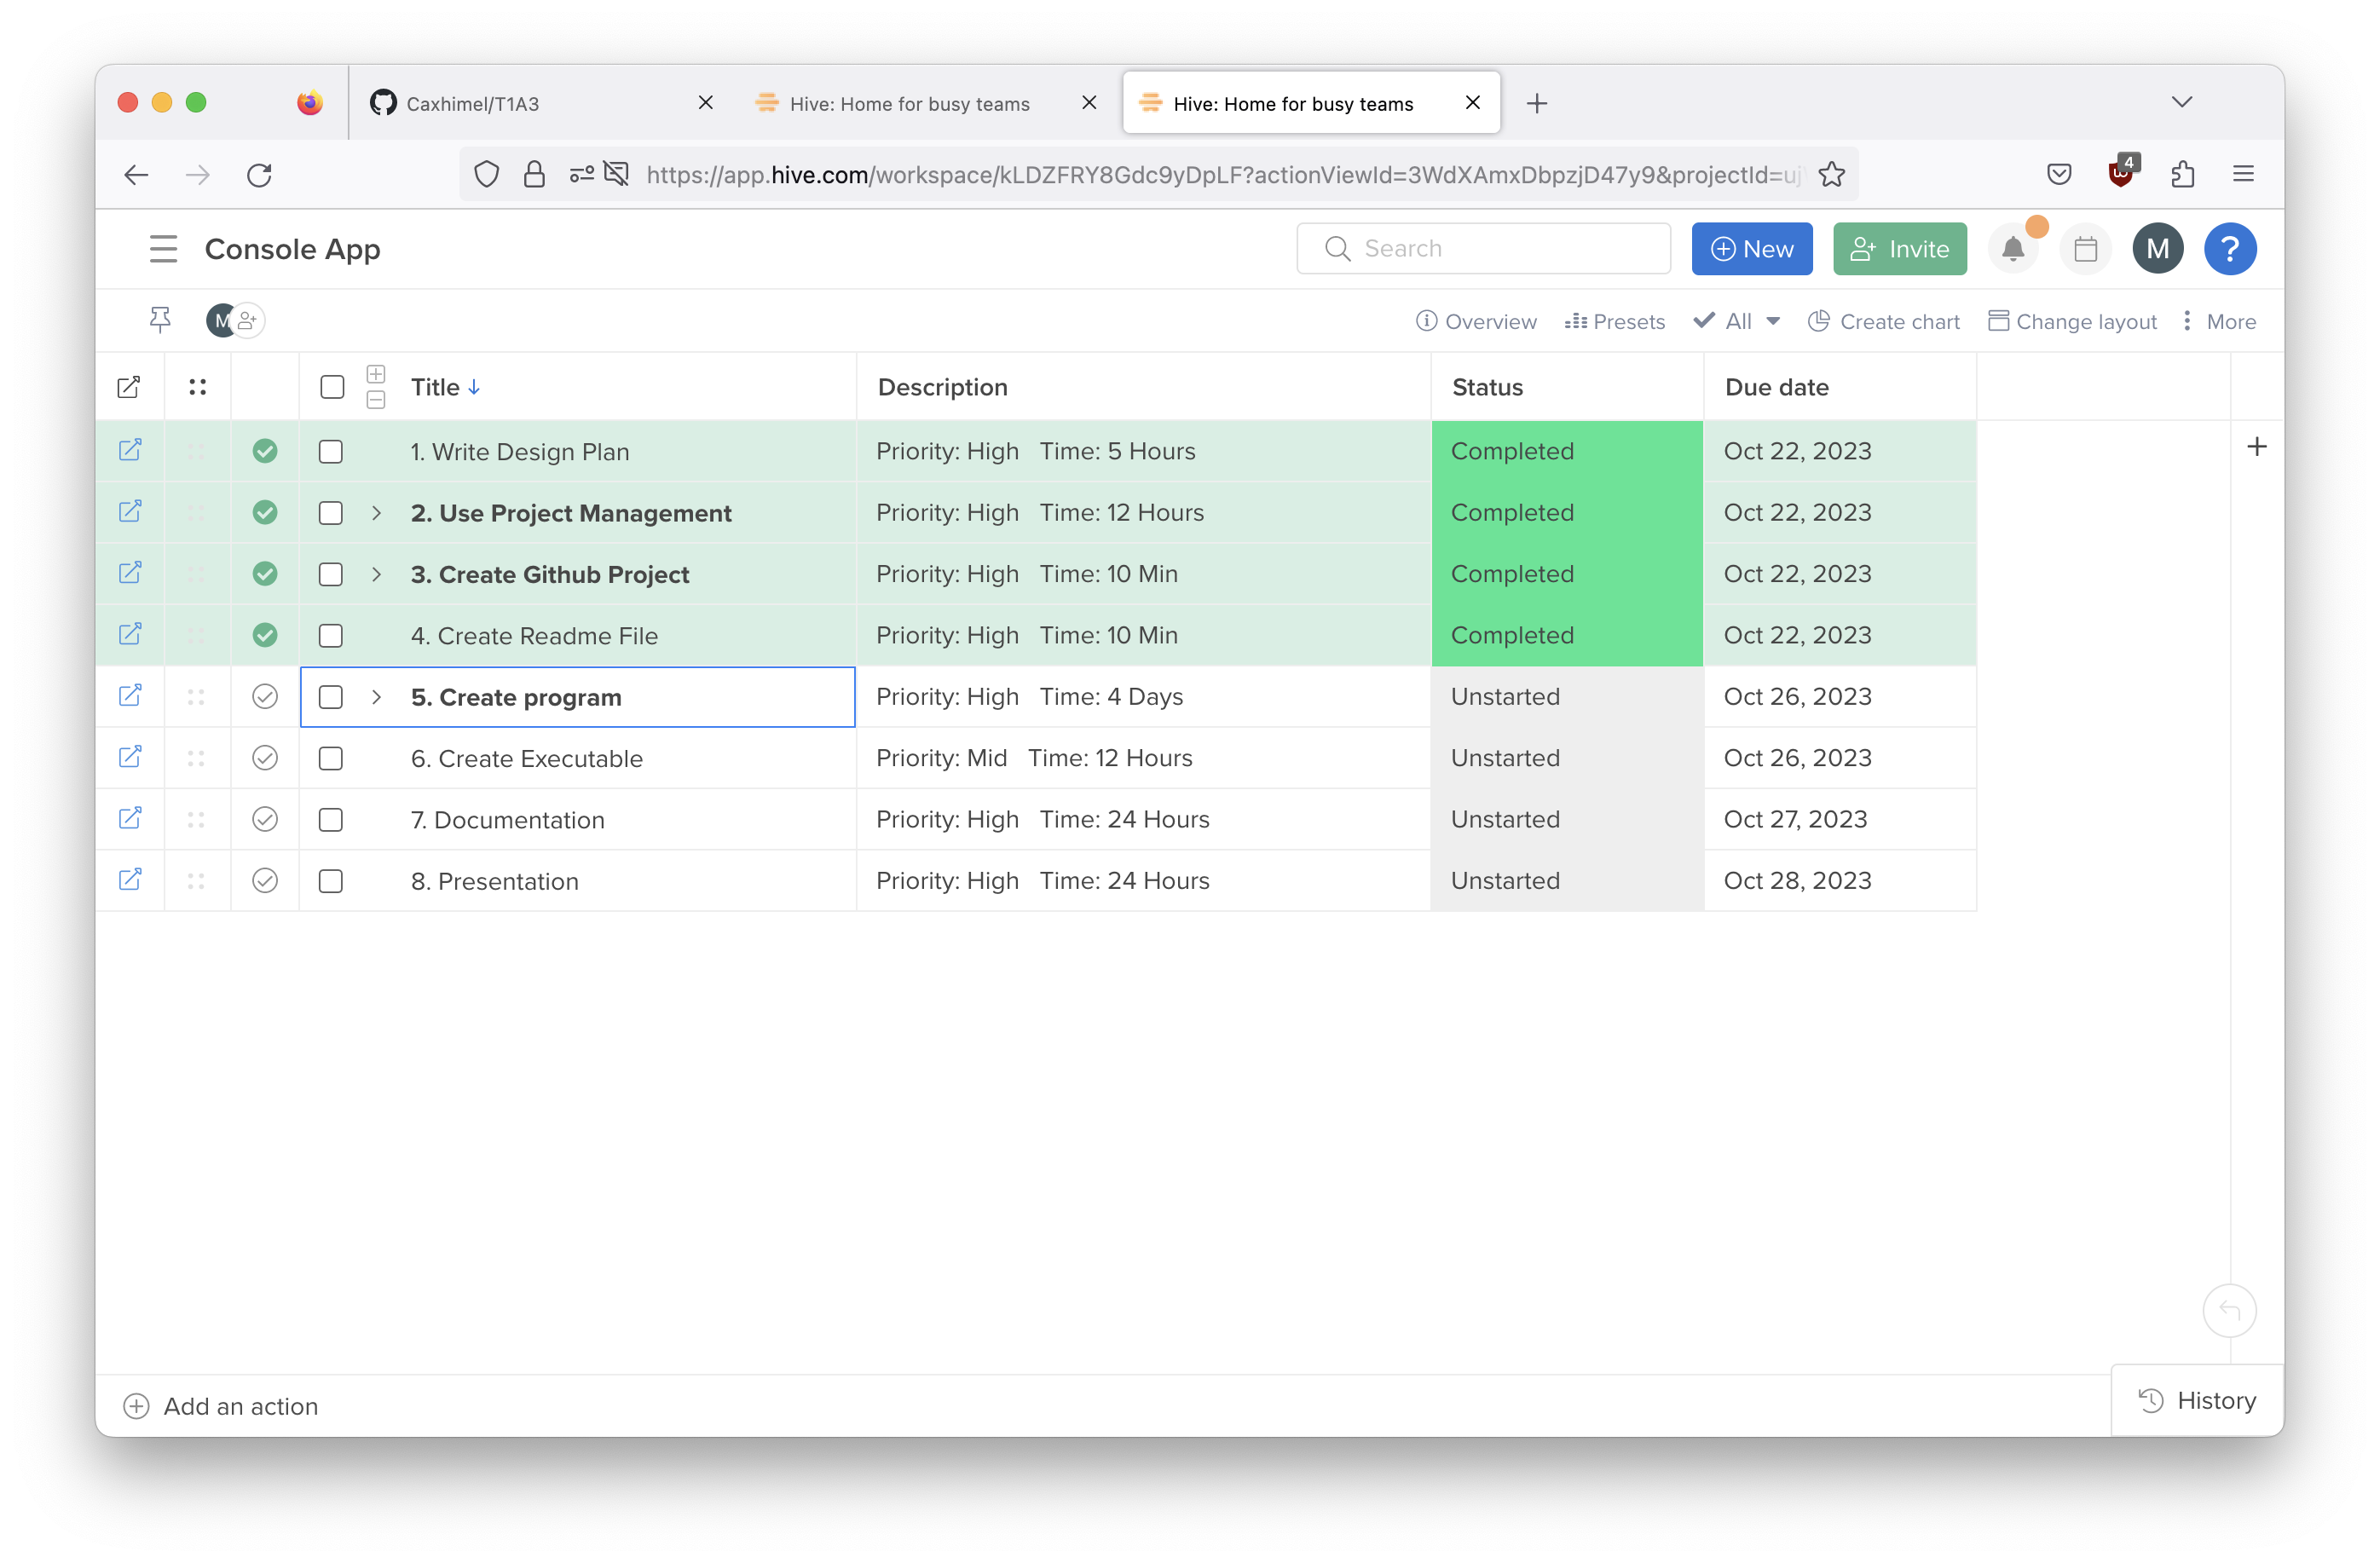 Caxhimel/T1A3
Hive: Home for busy teams
Hive: Home for busy teams
https://app.hive.com/workspace/kLDZFRY8Gdc9yDpLF?actionViewId=3WdXAmxDbpzjD47y9&projectId=uj
4
Console App
Search
New
Invite
M
?
M
Overview
Presets
All
Create chart
Change layout
More
Title Description Status Due date
1. Write Design Plan Priority: High Time: 5 Hours Completed Oct 22, 2023
2. Use Project Management Priority: High Time: 12 Hours Completed Oct 22, 2023
3. Create Github Project Priority: High Time: 10 Min Completed Oct 22, 2023
4. Create Readme File Priority: High Time: 10 Min Completed Oct 22, 2023
5. Create program Priority: High Time: 4 Days Unstarted Oct 26, 2023
6. Create Executable Priority: Mid Time: 12 Hours Unstarted Oct 26, 2023
7. Documentation Priority: High Time: 24 Hours Unstarted Oct 27, 2023
8. Presentation Priority: High Time: 24 Hours Unstarted Oct 28, 2023
Add an action
History